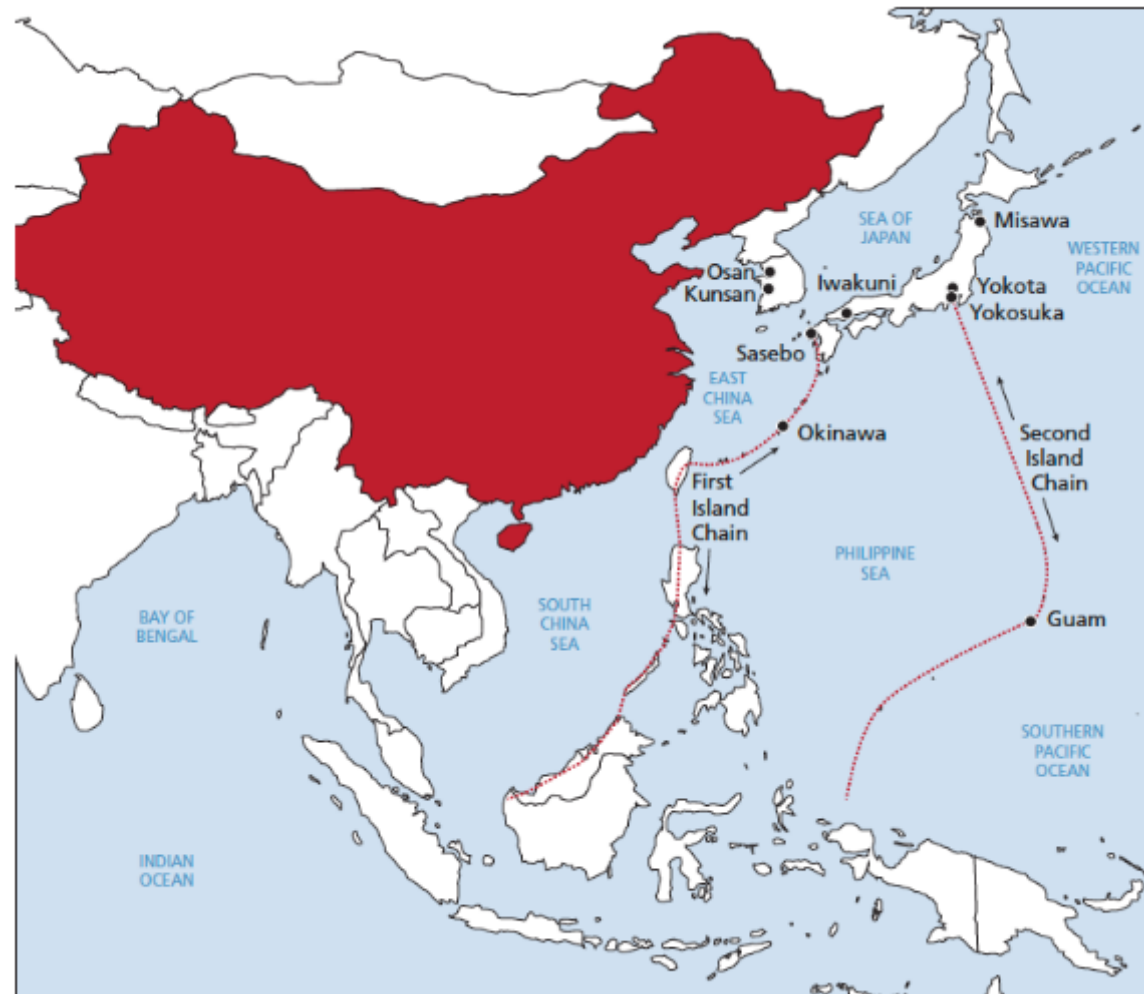 SEA OF
JAPAN
Misawa
WESTERN
PACIFIC
OCEAN
Osan
Kunsan
Iwakuni
Yokota
Yokosuka
Sasebo
EAST
CHINA
SEA
Okinawa
Second
Island
Chain
First
Island
Chain
PHILIPPINE
SEA
BAY OF
BENGAL
SOUTH
CHINA
SEA
Guam
SOUTHERN
PACIFIC
OCEAN
INDIAN
OCEAN